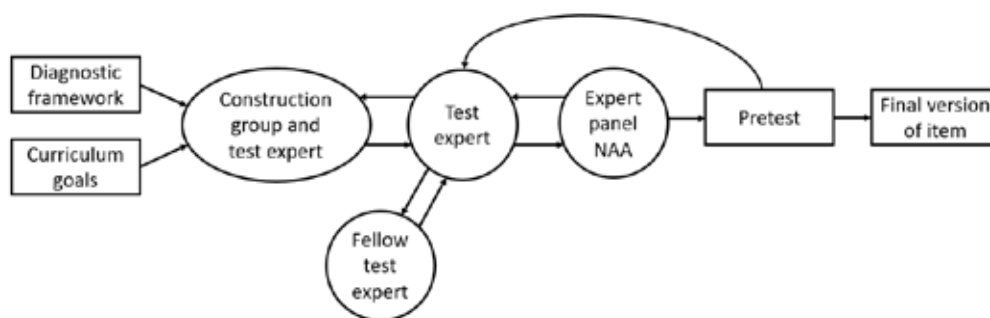 Diagnostic
framework
Curriculum
goals
Construction
group and
test expert
Test
expert
Fellow
test
expert
Expert
panel
NAA
Pretest
Final version
of item